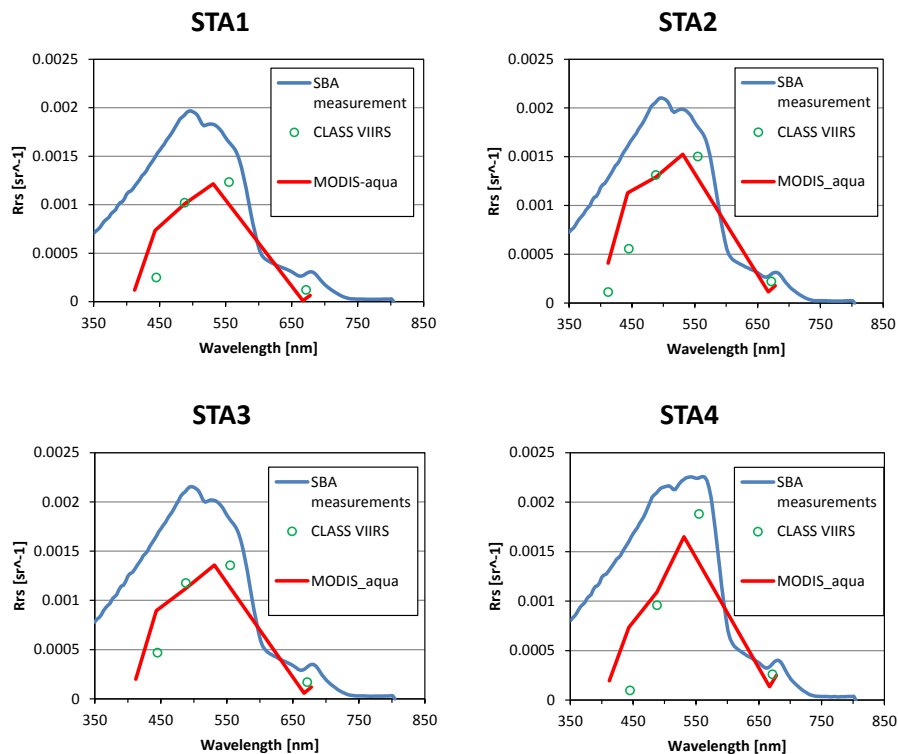 STA1
0.0025
0.002
0.0015
0.001
0.0005
0
350 450 550 650 750 850
Rrs [sr^-1]
Wavelength [nm]
SBA
measurement
CLASS VIIRS
MODIS-aqua
STA2
0.0025
0.002
0.0015
0.001
0.0005
0
350 450 550 650 750 850
Rrs [sr^-1]
Wavelength [nm]
SBA
measurement
CLASS VIIRS
MODIS_aqua
STA3
0.0025
0.002
0.0015
0.001
0.0005
0
350 450 550 650 750 850
Rrs [sr^-1]
Wavelength [nm]
SBA
measurements
CLASS VIIRS
MODIS_aqua
STA4
0.0025
0.002
0.0015
0.001
0.0005
0
350 450 550 650 750 850
Rrs [sr^-1]
Wavelength [nm]
SBA
measurements
CLASS VIIRS
MODIS_aqua